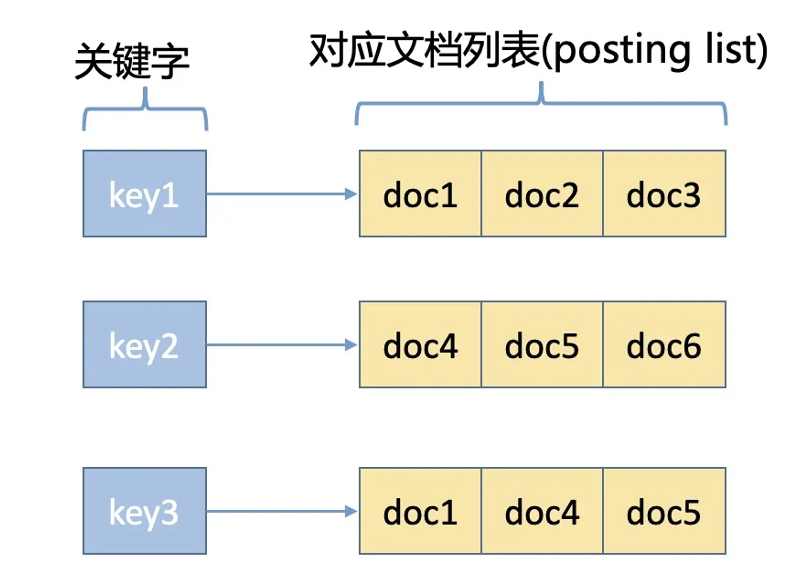 关键字
对应文档列表(posting list)
key1 doc1 doc2 doc3
key2 doc4 doc5 doc6
key3 doc1 doc4 doc5